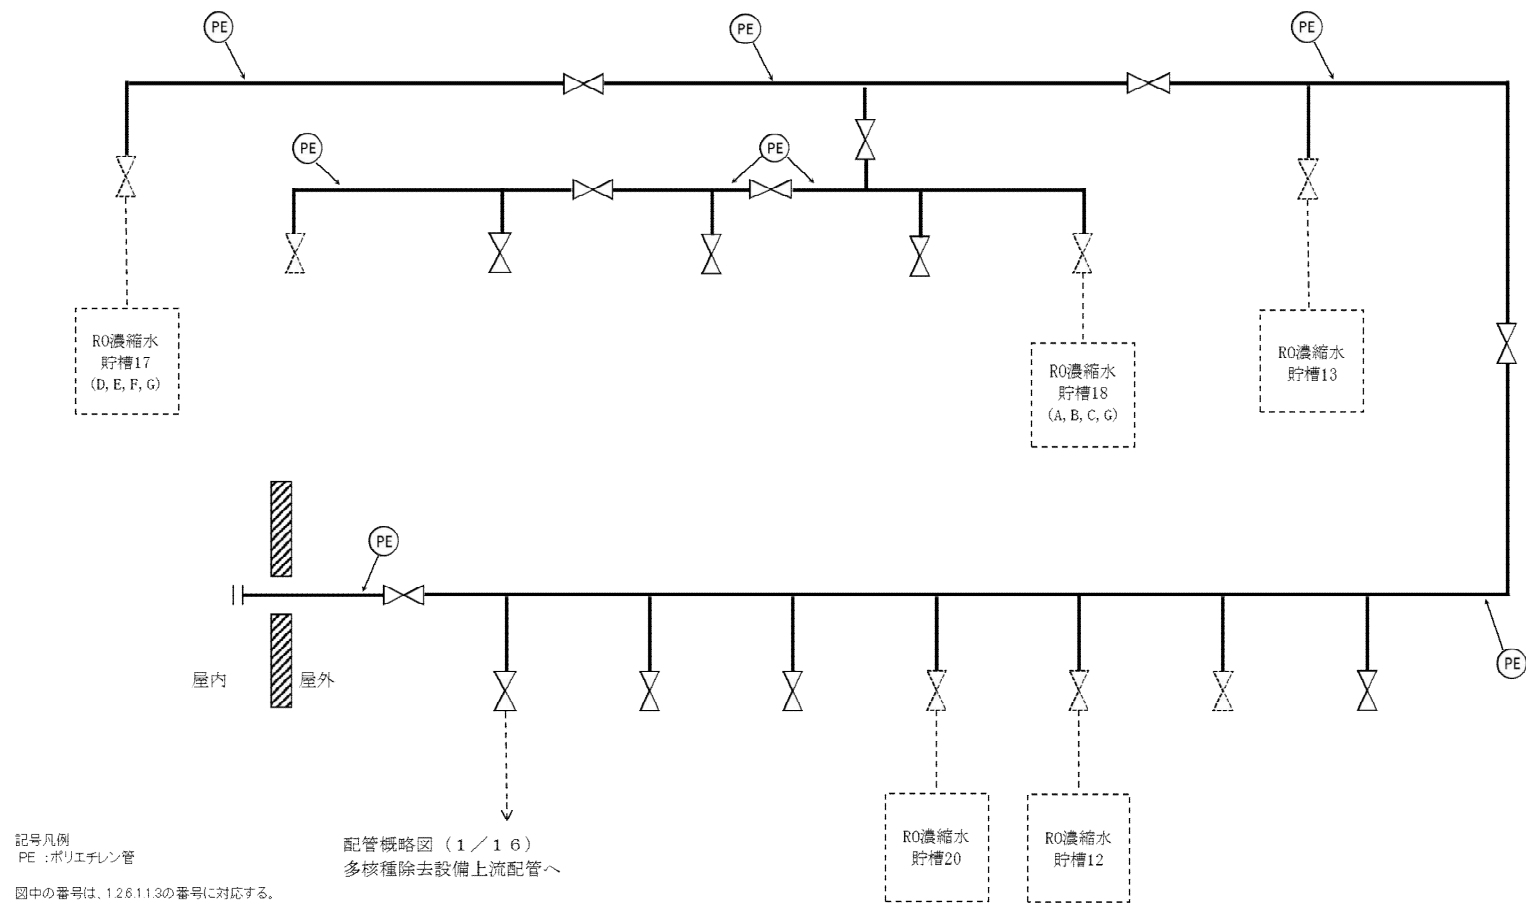 PE
PE
PE
PE
PE
RO濃縮水
貯槽17
(D, E, F, G)
RO濃縮水
貯槽18
(A, B, C, G)
RO濃縮水
貯槽13
PE
PE
屋内
屋外
RO濃縮水
貯槽20
RO濃縮水
貯槽12
配管概略図（１／１６）
多核種除去設備上流配管へ
記号凡例
PE ：ポリエチレン管
図中の番号は、1.2.6.1.1.3の番号に対応する。